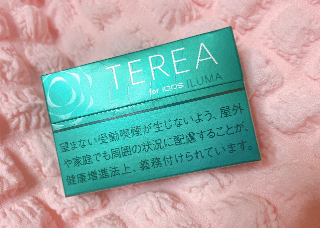 TEREA
for IQOS ILUMA
望まない受動喫煙が生じないよう、屋外
や家庭でも周囲の状況に配慮することが、
健康増進法上、義務付けられています。